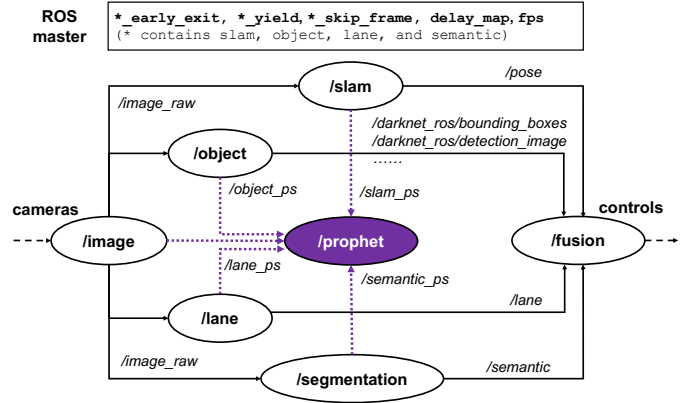 ROS
master
*_early_exit, *_yield, *_skip_frame, delay_map, fps
(* contains slam, object, lane, and semantic)
/slam
/pose
/image_raw
/darknet_ros/bounding_boxes
/darknet_ros/detection_image
......
/object
/object_ps
/slam_ps
cameras
controls
/image
/prophet
/fusion
/lane_ps
/semantic_ps
/lane
/lane
/image_raw
/segmentation
/semantic